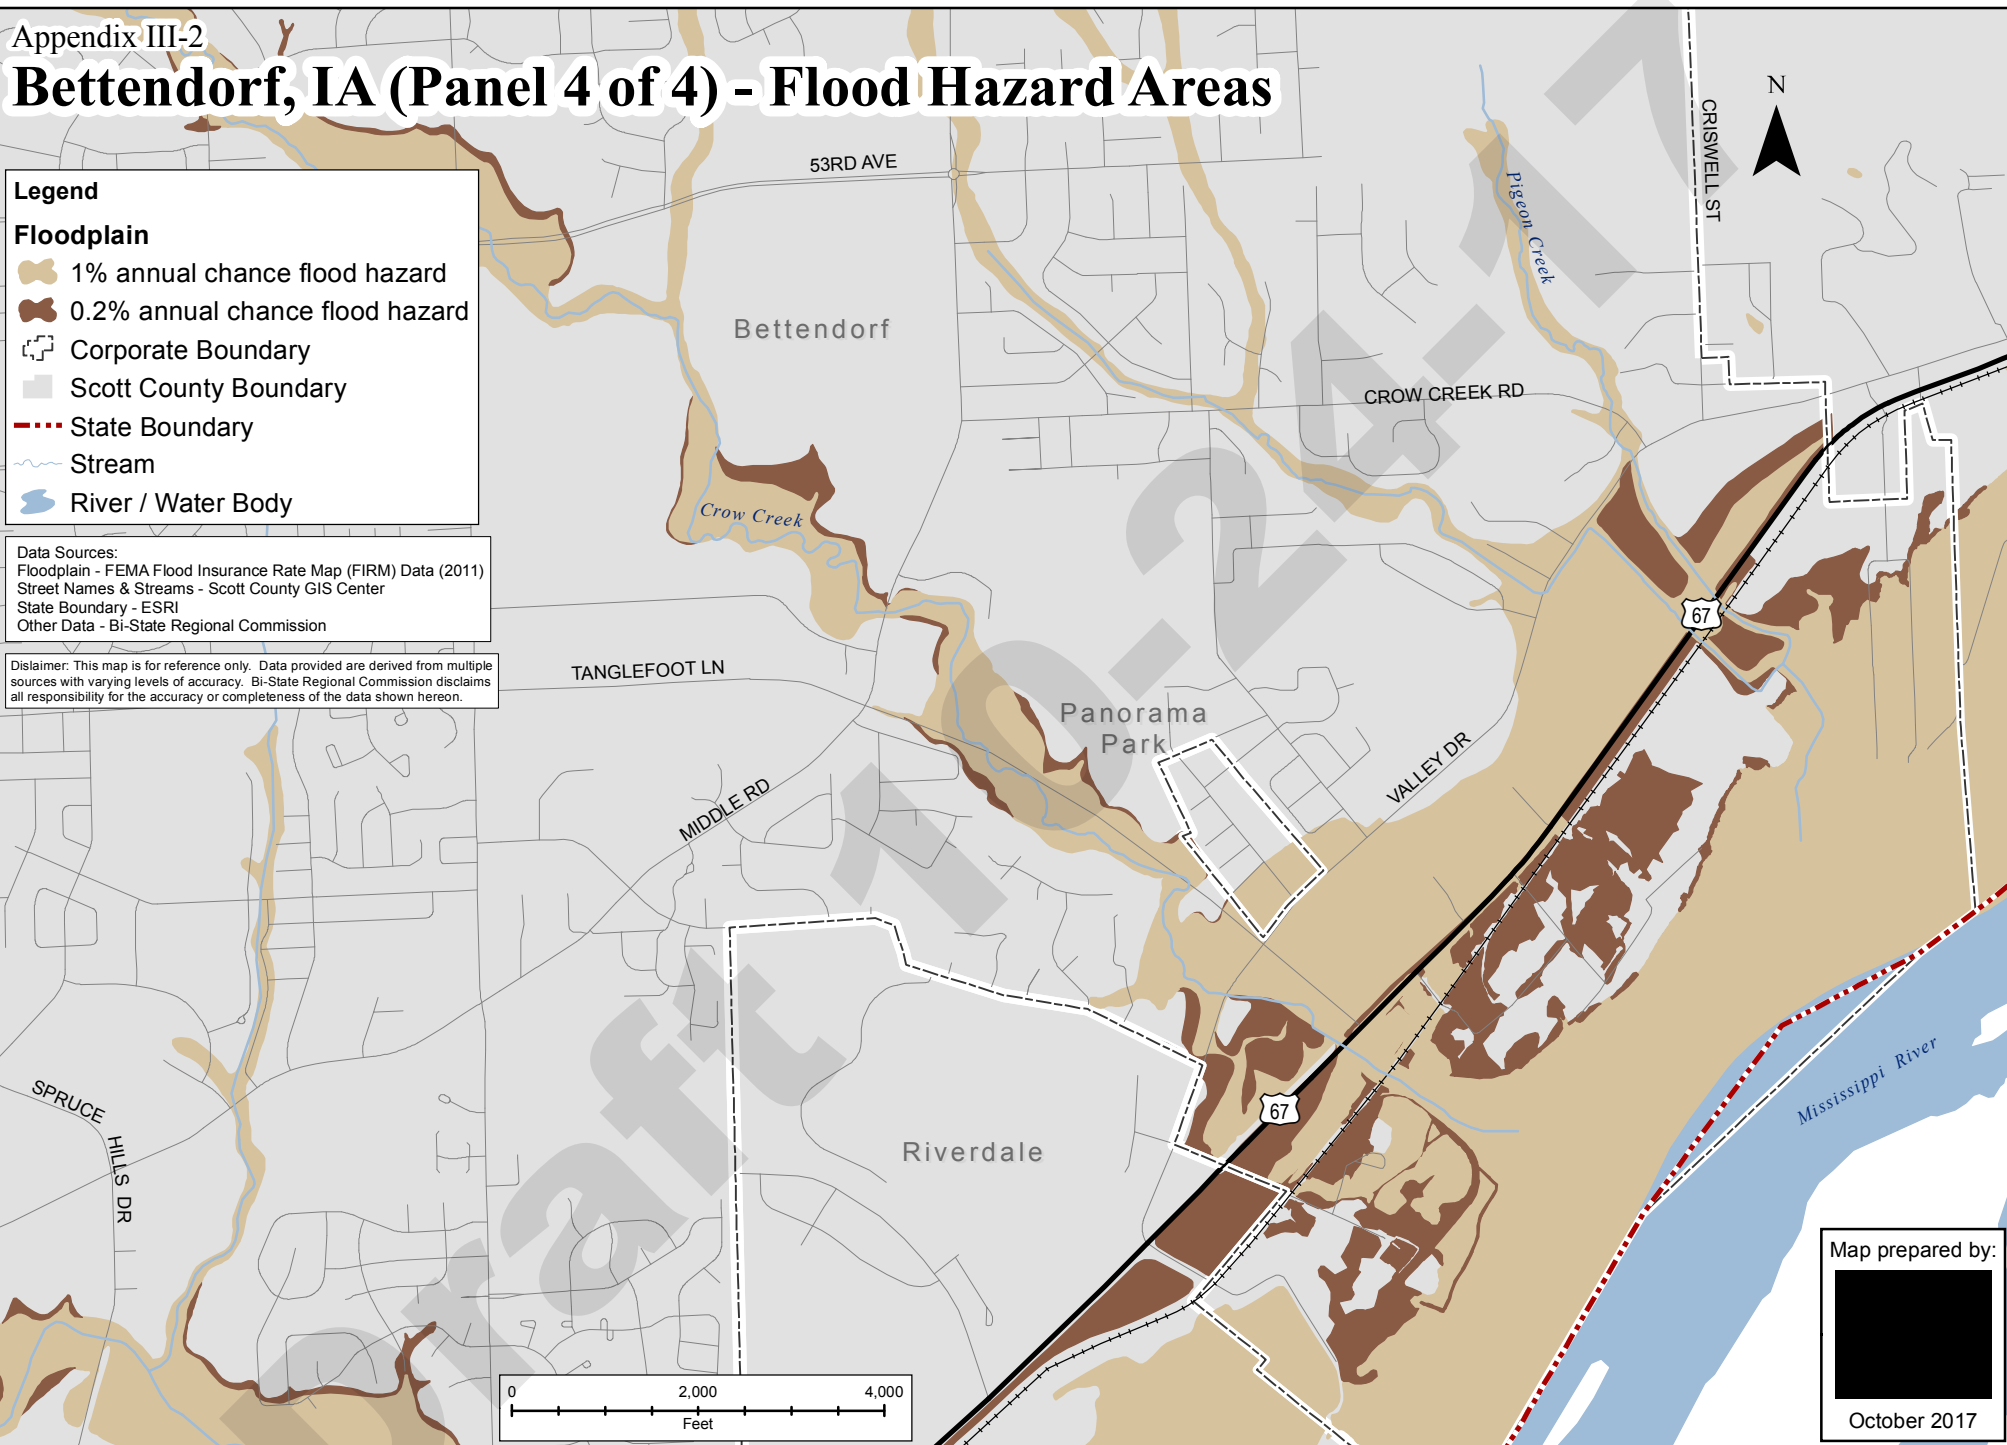 Appendix III-2
Bettendorf, IA (Panel 4 of 4) - Flood Hazard Areas
N
Legend
Floodplain
1% annual chance flood hazard
0.2% annual chance flood hazard
Corporate Boundary
Scott County Boundary
State Boundary
Stream
River / Water Body
Data Sources:
Floodplain - FEMA Flood Insurance Rate Map (FIRM) Data (2011)
Street Names & Streams - Scott County GIS Center
State Boundary - ESRI
Other Data - Bi-State Regional Commission
Dislaimer: This map is for reference only. Data provided are derived from multiple
sources with varying levels of accuracy. Bi-State Regional Commission disclaims
all responsibility for the accuracy or completeness of the data shown hereon.
53RD AVE
CRISWELL ST
Pigeon Creek
Bettendorf
CROW CREEK RD
Crow Creek
67
TANGLEFOOT LN
Panorama
Park
VALLEY DR
MIDDLE RD
SPRUCE HILLS DR
Riverdale
67
Mississippi River
Draft 10-24-17
0 2,000 4,000
Feet
Map prepared by:
October 2017